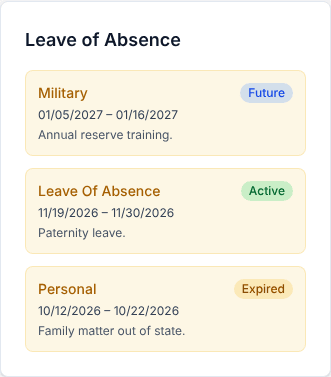 Leave of Absence
Military Future
01/05/2027 – 01/16/2027
Annual reserve training.
Leave Of Absence Active
11/19/2026 – 11/30/2026
Paternity leave.
Personal Expired
10/12/2026 – 10/22/2026
Family matter out of state.